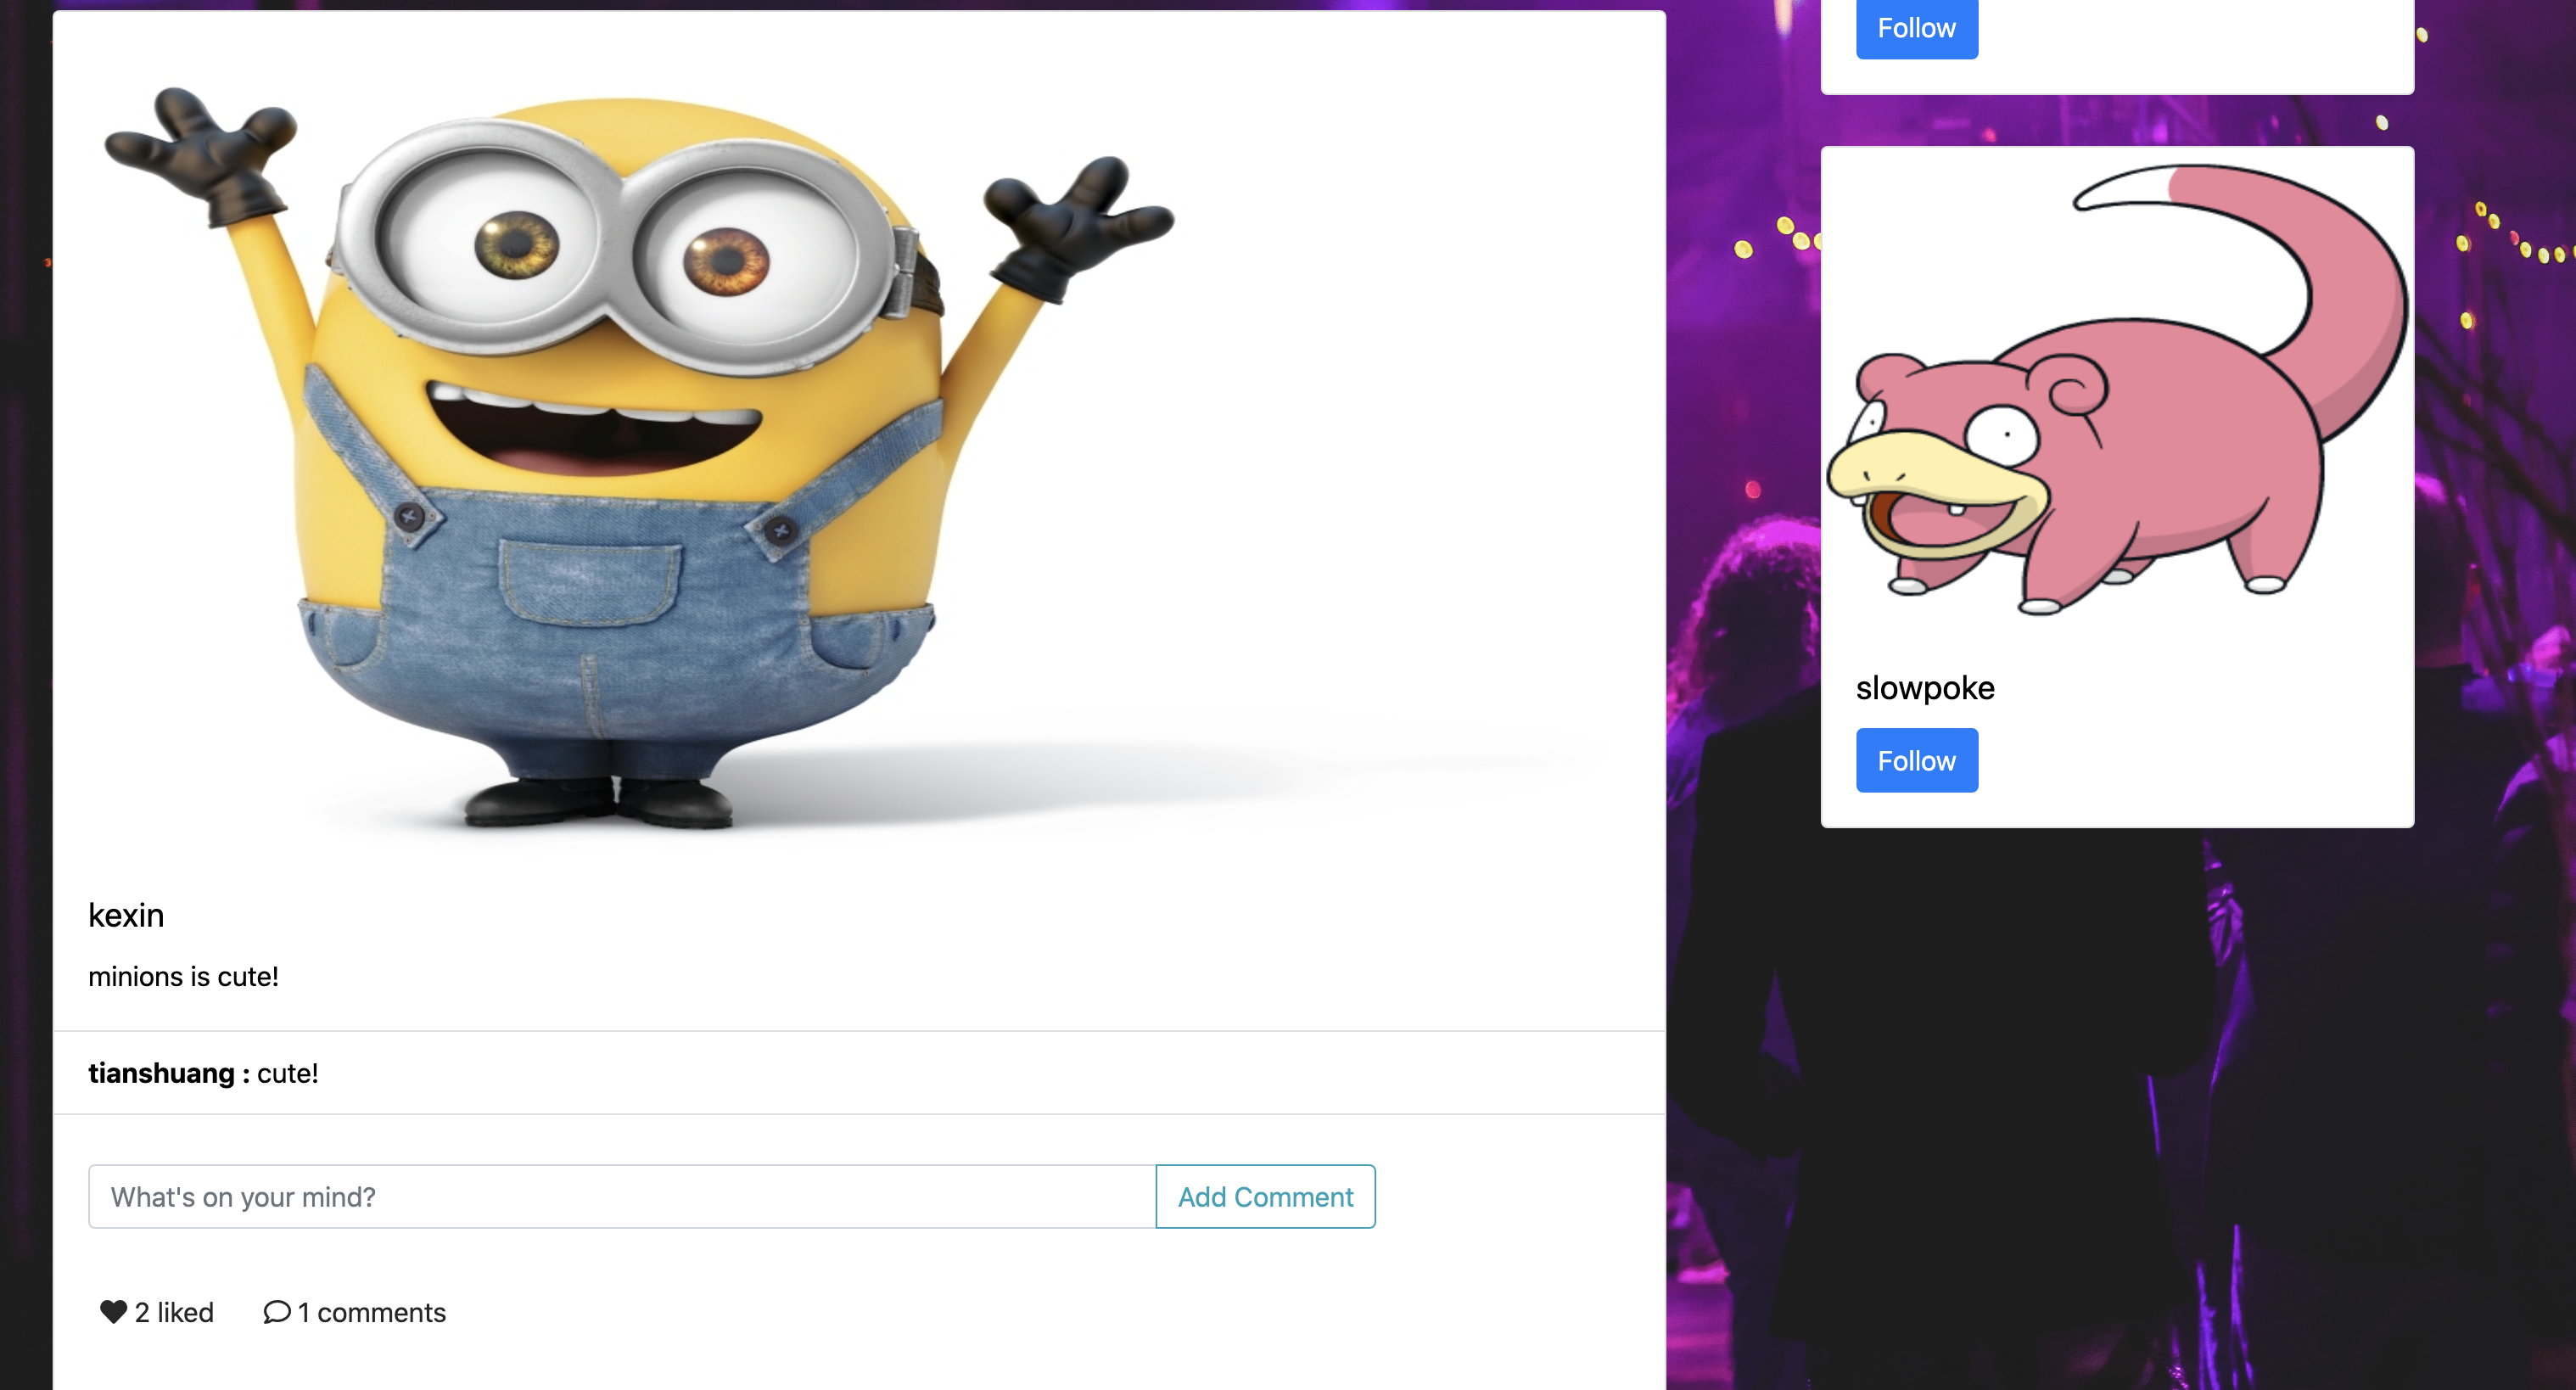 kexin
minions is cute!
tianshuang : cute!
What's on your mind?
Add Comment
2 liked
1 comments
Follow
slowpoke
Follow